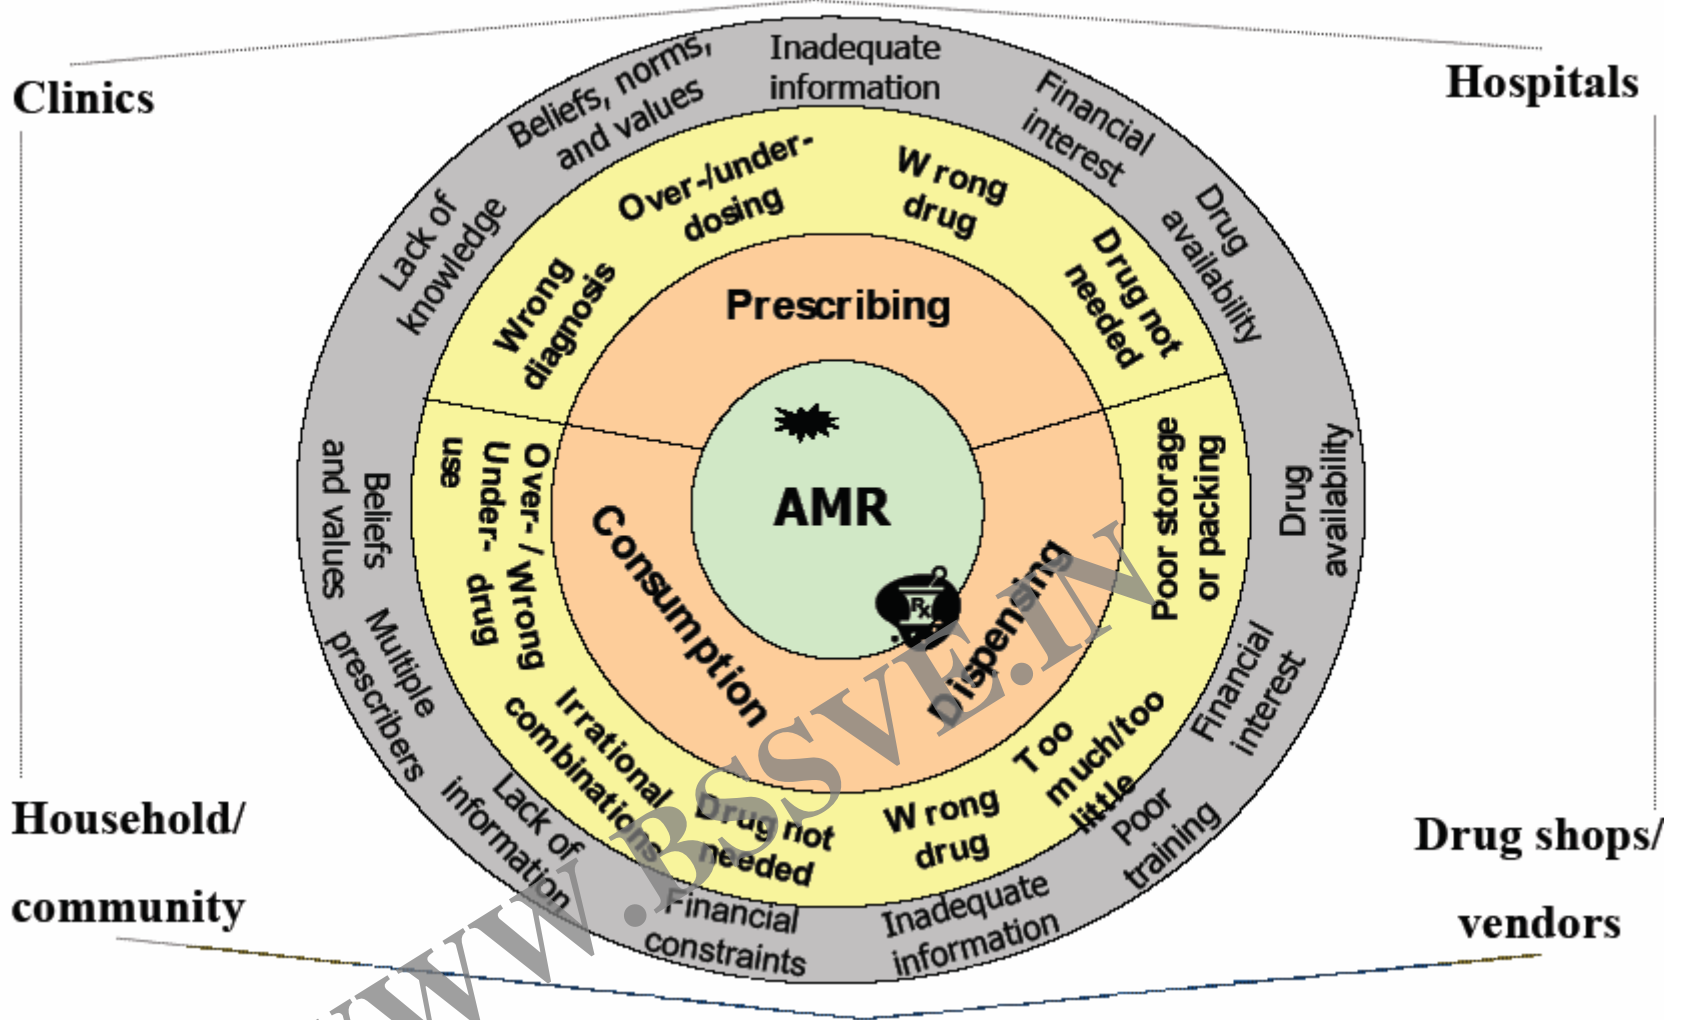 Clinics
Hospitals
Household/
community
Drug shops/
vendors
Beliefs, norms,
and values
Inadequate
information
Financial
interest
Drug
availability
Lack of
knowledge
Over-/under-
dosing
Wrong
drug
Drug not
needed
Wrong
diagnosis
Prescribing
AMR
Rx
Consumption
Dispensing
Poor storage
or packing
Too
much/too
little
Wrong
drug
Drug not
needed
Irrational
combinations
Over- / Wrong
Under- drug
use
Drug
availability
Financial
interest
Poor
training
Inadequate
information
Financial
constraints
Lack of
information
Multiple
prescribers
Beliefs
and values
WWW.BSSVE.IN